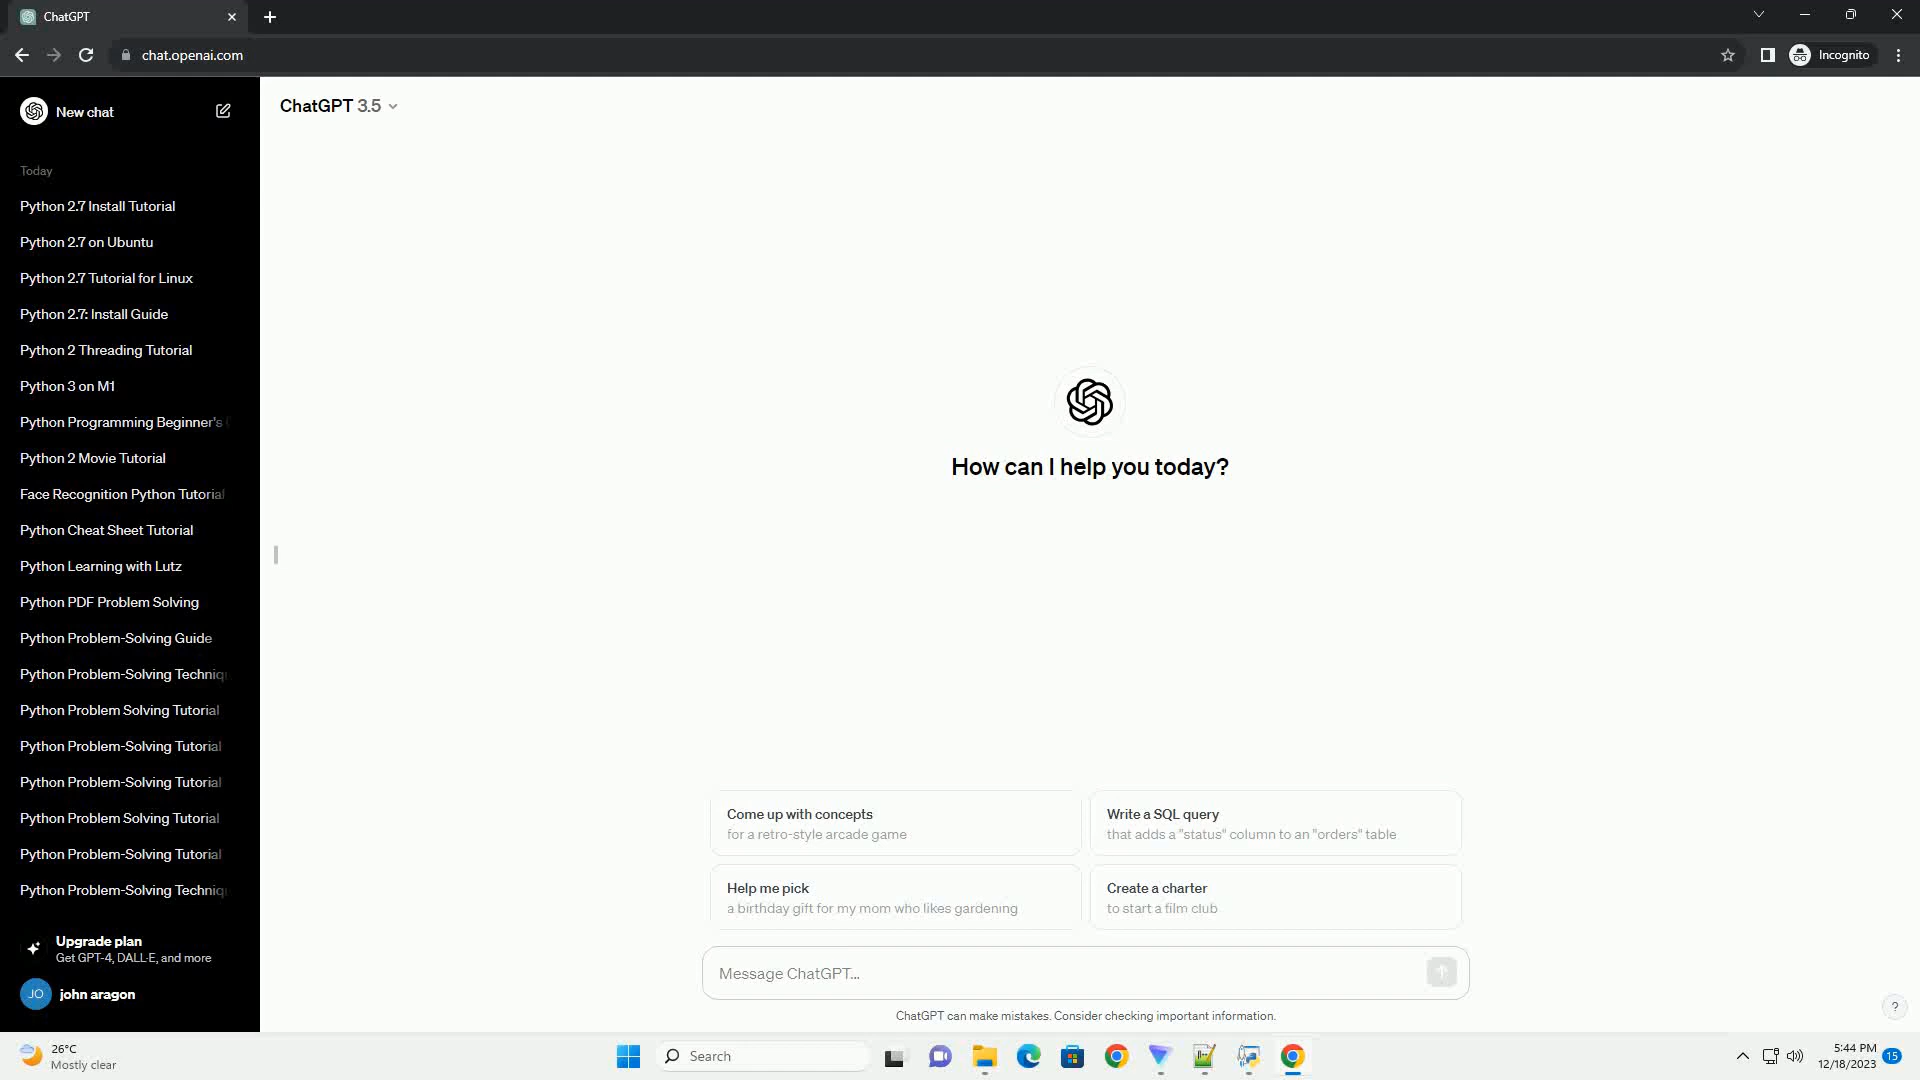 ChatGPT
chat.openai.com
Incognito
New chat
ChatGPT 3.5
Today
Python 2.7 Install Tutorial
Python 2.7 on Ubuntu
Python 2.7 Tutorial for Linux
Python 2.7: Install Guide
Python 2 Threading Tutorial
Python 3 on M1
Python Programming Beginner's
Python 2 Movie Tutorial
Face Recognition Python Tutorial
Python Cheat Sheet Tutorial
Python Learning with Lutz
Python PDF Problem Solving
Python Problem-Solving Guide
Python Problem-Solving Techniq
Python Problem Solving Tutorial
Python Problem-Solving Tutorial
Python Problem-Solving Tutorial
Python Problem Solving Tutorial
Python Problem-Solving Tutorial
Python Problem-Solving Techniq
Upgrade plan
Get GPT-4, DALL·E, and more
JO john aragon
How can I help you today?
Come up with concepts
for a retro-style arcade game
Write a SQL query
that adds a "status" column to an "orders" table
Help me pick
a birthday gift for my mom who likes gardening
Create a charter
to start a film club
Message ChatGPT...
ChatGPT can make mistakes. Consider checking important information.
?
26°C
Mostly clear
Search
5:44 PM
12/18/2023
15